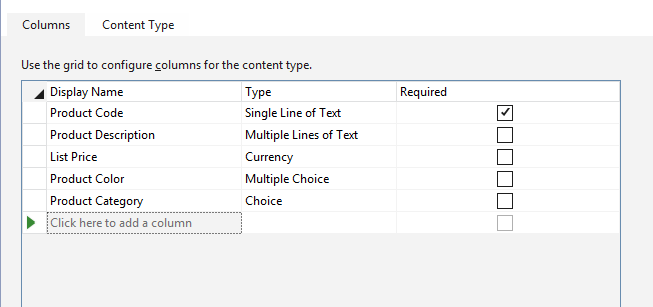 Columns Content Type
Use the grid to configure columns for the content type.
Display Name Type Required
Product Code Single Line of Text
Product Description Multiple Lines of Text
List Price Currency
Product Color Multiple Choice
Product Category Choice
Click here to add a column